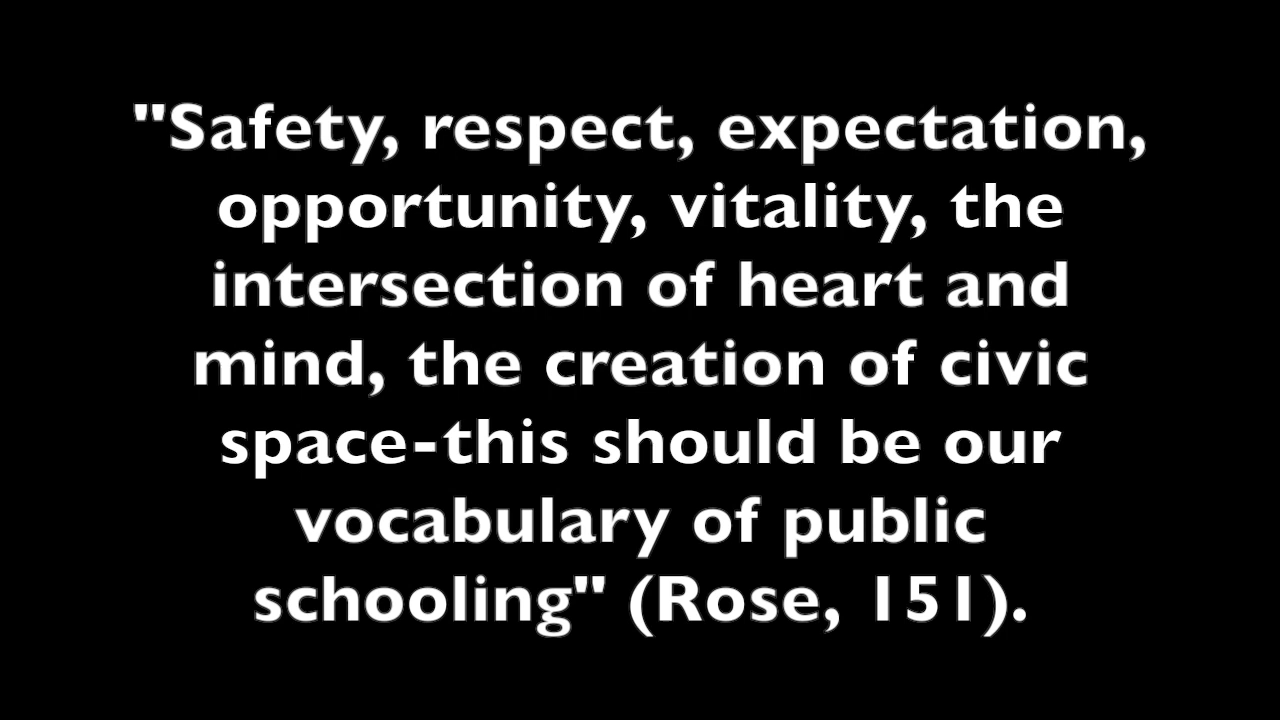 "Safety, respect, expectation,
opportunity, vitality, the
intersection of heart and
mind, the creation of civic
space-this should be our
vocabulary of public
schooling" (Rose, 151).